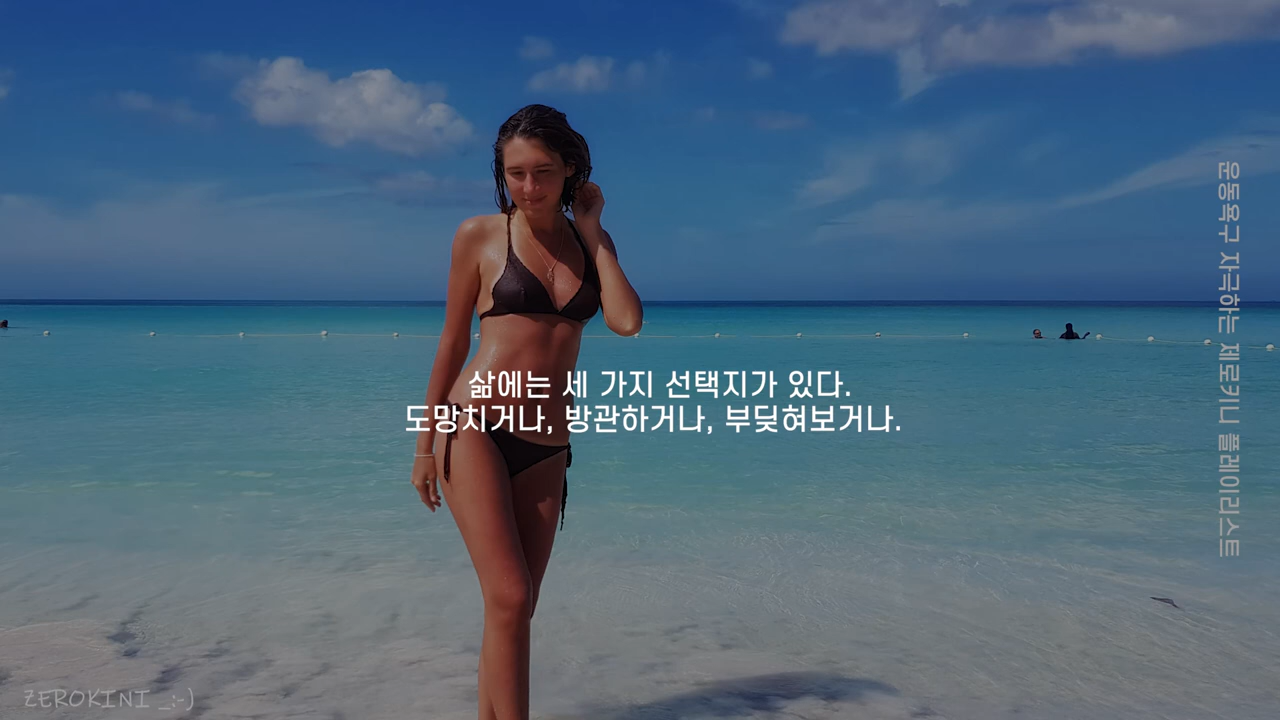 삶에는 세 가지 선택지가 있다.
도망치거나, 방관하거나, 부딪혀보거나.
운동욕구 자극하는 제로키니 플레이리스트
ZEROKINI _:-)